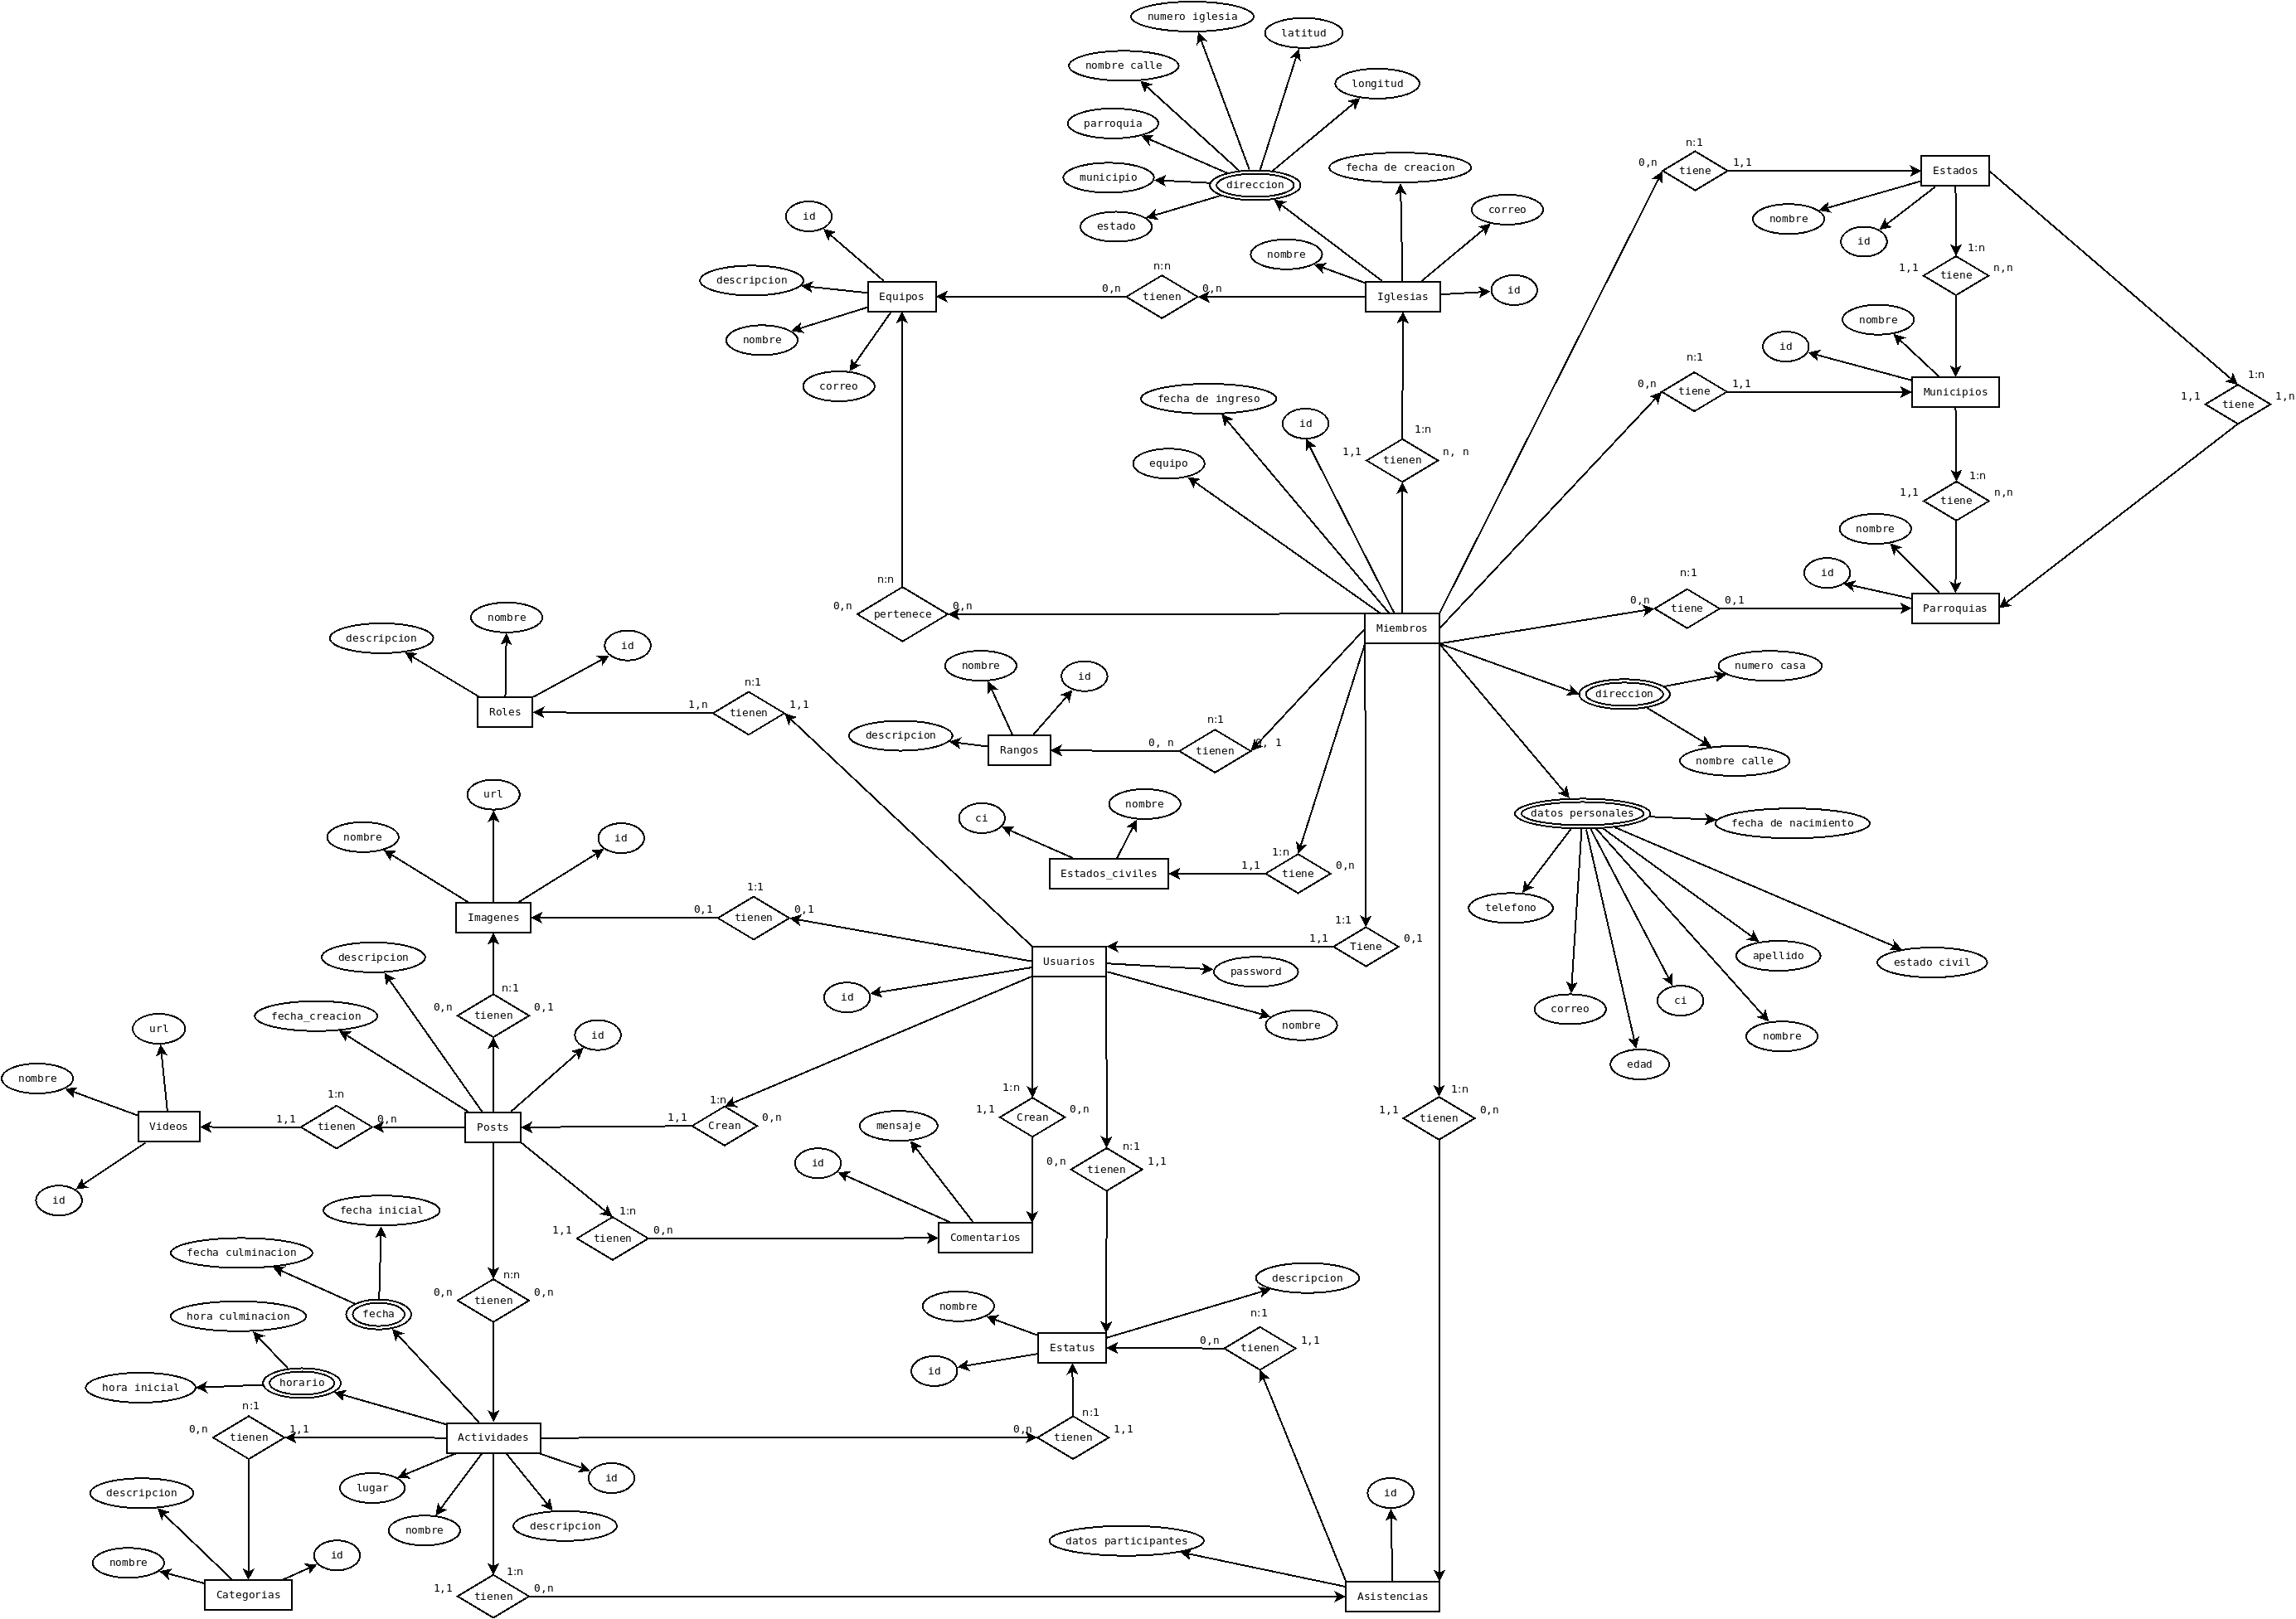 numero iglesia
latitud
nombre calle
longitud
parroquia
n:1
0,n
tiene
1,1
Estados
fecha de creacion
municipio
direccion
id
correo
nombre
estado
id
1:n
nombre
descripcion
n:n
1,1
tiene
n,n
Equipos
0,n
tienen
0,n
Iglesias
id
nombre
nombre
id
n:1
correo
0,n
tiene
1,1
Municipios
1:n
1,1
tiene
1,n
fecha de ingreso
id
1:n
equipo
1,1
tienen
n, n
1:n
1,1
tiene
n,n
nombre
n:n
n:1
id
0,n
pertenece
0,n
0,n
tiene
0,1
Parroquias
Miembros
nombre
descripcion
id
nombre
id
numero casa
n:1
direccion
Roles
1,n
tienen
1,1
n:1
descripcion
Rangos
0, n
tienen
0, 1
nombre calle
url
nombre
datos personales
ci
fecha de nacimiento
nombre
id
1:n
Estados_civiles
1,1
tiene
0,n
1:1
telefono
Imagenes
0,1
tienen
0,1
1:1
1,1
Tiene
0,1
descripcion
apellido
Usuarios
estado civil
password
n:1
id
ci
0,n
tienen
0,1
correo
fecha_creacion
nombre
url
id
nombre
edad
nombre
1:n
1:n
1:n
1:n
Videos
1,1
tienen
0,n
Posts
1,1
Crean
0,n
1,1
Crean
0,n
1,1
tienen
0,n
mensaje
n:1
id
0,n
tienen
1,1
id
fecha inicial
1:n
1,1
tienen
0,n
Comentarios
fecha culminacion
n:n
descripcion
0,n
tienen
0,n
hora culminacion
fecha
nombre
n:1
Estatus
0,n
tienen
1,1
id
horario
hora inicial
n:1
n:1
0,n
tienen
1,1
Actividades
0,n
tienen
1,1
lugar
id
descripcion
id
nombre
descripcion
datos participantes
nombre
id
1:n
Categorias
1,1
tienen
0,n
Asistencias